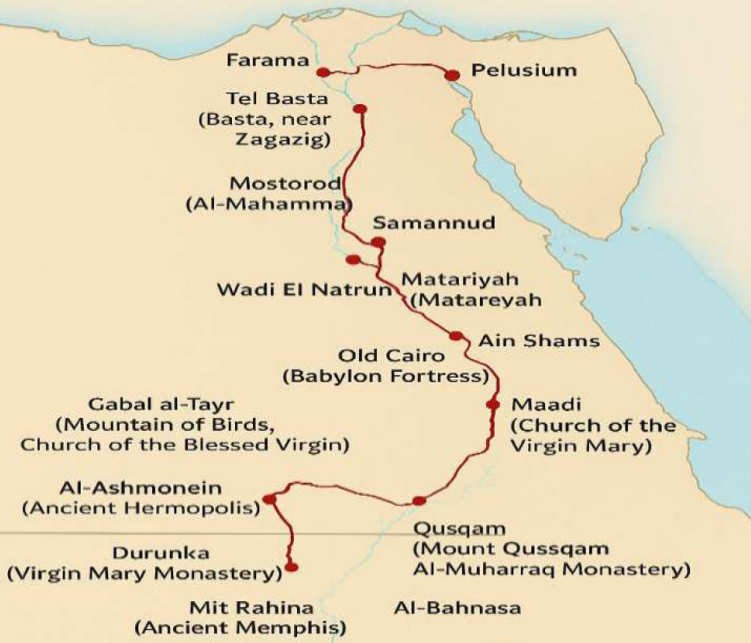 Farama
Pelusium
Tel Basta
(Basta, near
Zagazig)
Mostorod
(Al-Mahamma)
Samannud
Wadi El Natrun
Matariyah
(Matareyah
Ain Shams
Old Cairo
(Babylon Fortress)
Maadi
(Church of the
Virgin Mary)
Gabal al-Tayr
(Mountain of Birds,
Church of the Blessed Virgin)
Al-Ashmonein
(Ancient Hermopolis)
Qusqam
(Mount Qussqam
Al-Muharraq Monastery)
Durunka
(Virgin Mary Monastery)
Mit Rahina
(Ancient Memphis)
Al-Bahnasa